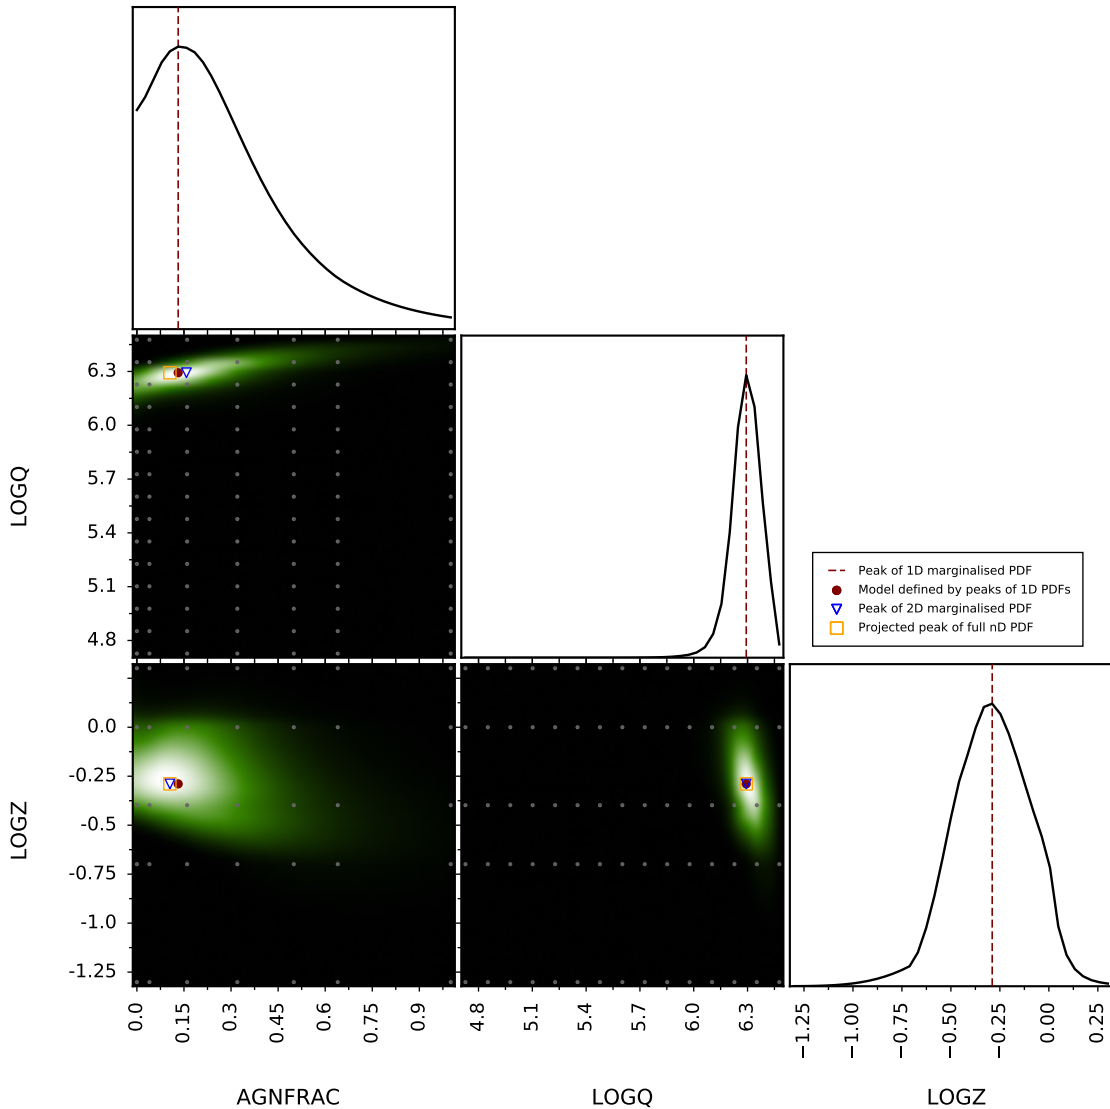 6.3
6.0
5.7
5.4
5.1
4.8
LOGQ
Peak of 1D marginalised PDF
Model defined by peaks of 1D PDFs
Peak of 2D marginalised PDF
Projected peak of full nD PDF
0.0
-0.25
-0.5
-0.75
-1.0
-1.25
LOGZ
0.0 0.15 0.3 0.45 0.6 0.75 0.9
4.8 5.1 5.4 5.7 6.0 6.3
−1.25 −1.00 −0.75 −0.50 −0.25 0.00 0.25
AGNFRAC LOGQ LOGZ